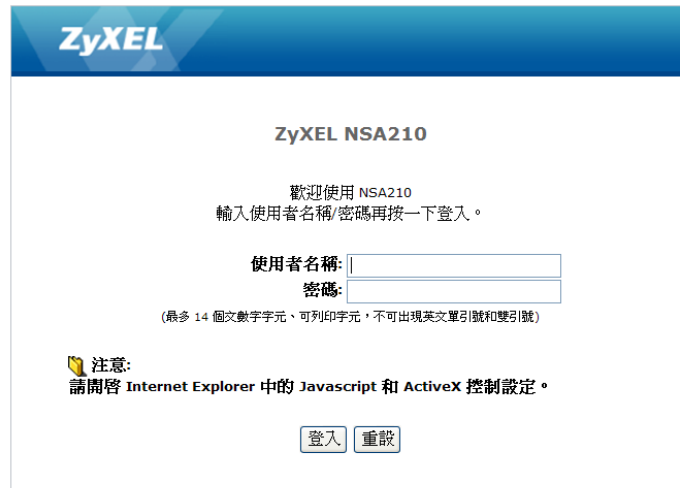 ZyXEL
ZyXEL NSA210
歡迎使用 NSA210
輸入使用者名稱/密碼再按一下登入。
使用者名稱:
密碼:
(最多 14 個文數字字元、可列印字元，不可出現英文單引號和雙引號)
注意:
請開啓 Internet Explorer 中的 Javascript 和 ActiveX 控制設定。
登入 重設